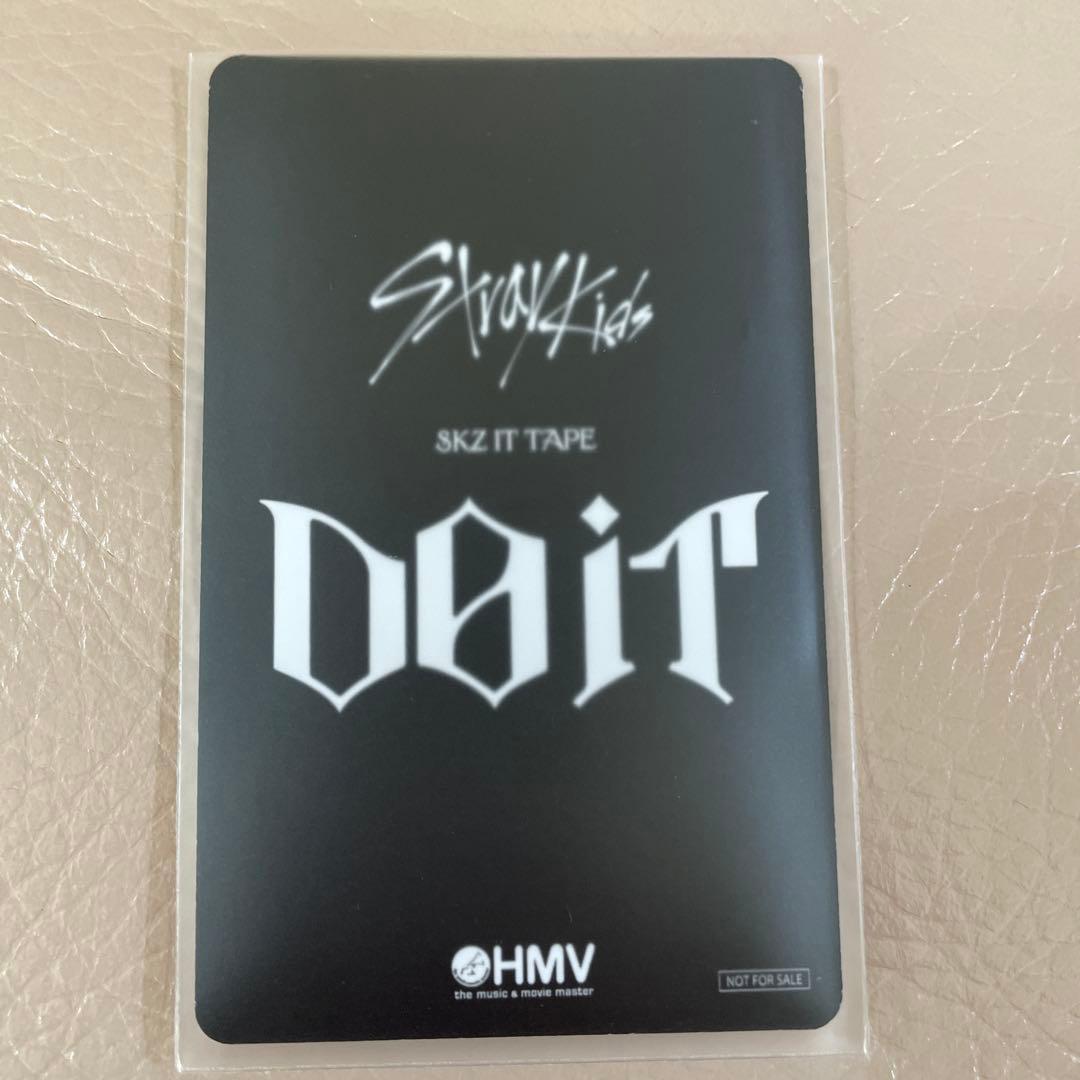 Stray Kids
SKZ IT TAPE
DO iT
HMV
the music & movie master
NOT FOR SALE